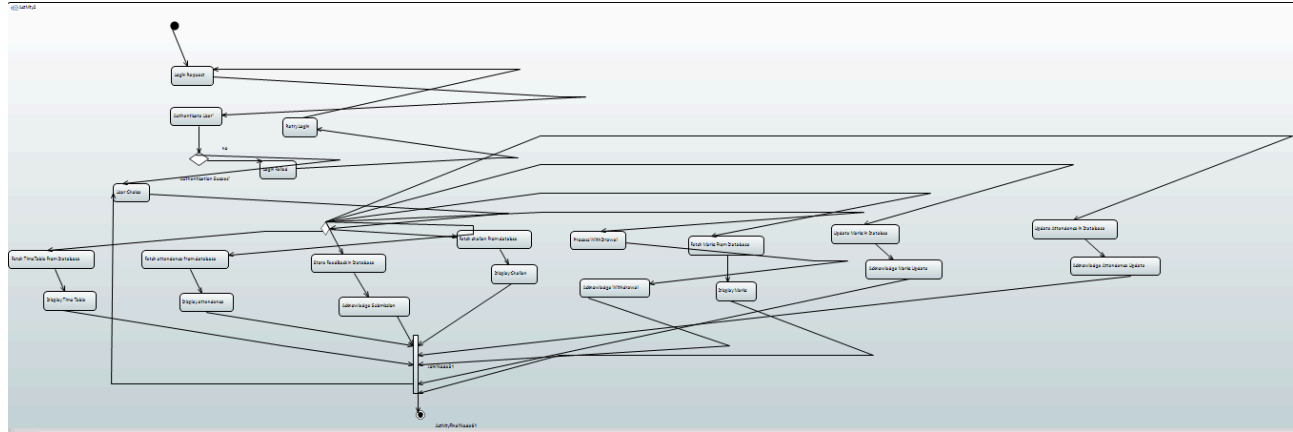 Activity1
Login Request
Authenticate User'
Retry Login
no
Login Failed
'Authentication Success'
User Choice
Fetch TimeTable From Database
Fetch attendance from database
Store Feedback In Database
Fetch challan from database
Process Withdrawal
Fetch Marks From Database
Update Marks In Database
Update Attendance In Database
Display Time Table
Display attendance
Acknowledge Submission
Display Challan
Acknowledge Withdrawal
Display Marks
Acknowledge Marks Update
Acknowledge Attendance Update
JoinNode61
ActivityFinalNode61